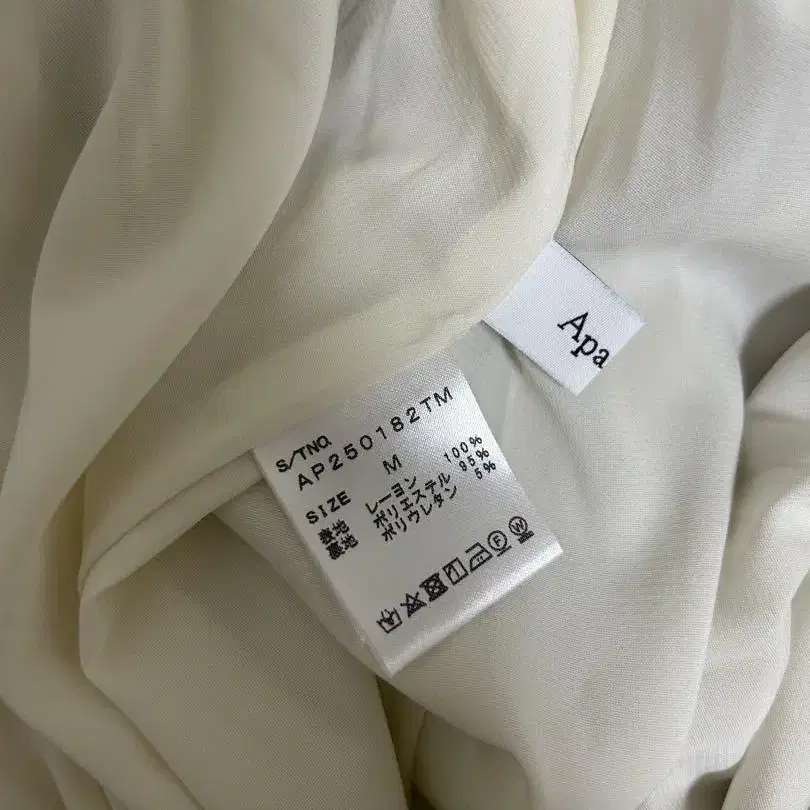 Apa
S/TNO.
AP250182TM
SIZE M
表地 レーヨン 100%
裏地 ポリエステル 95%
ポリウレタン 5%
F W